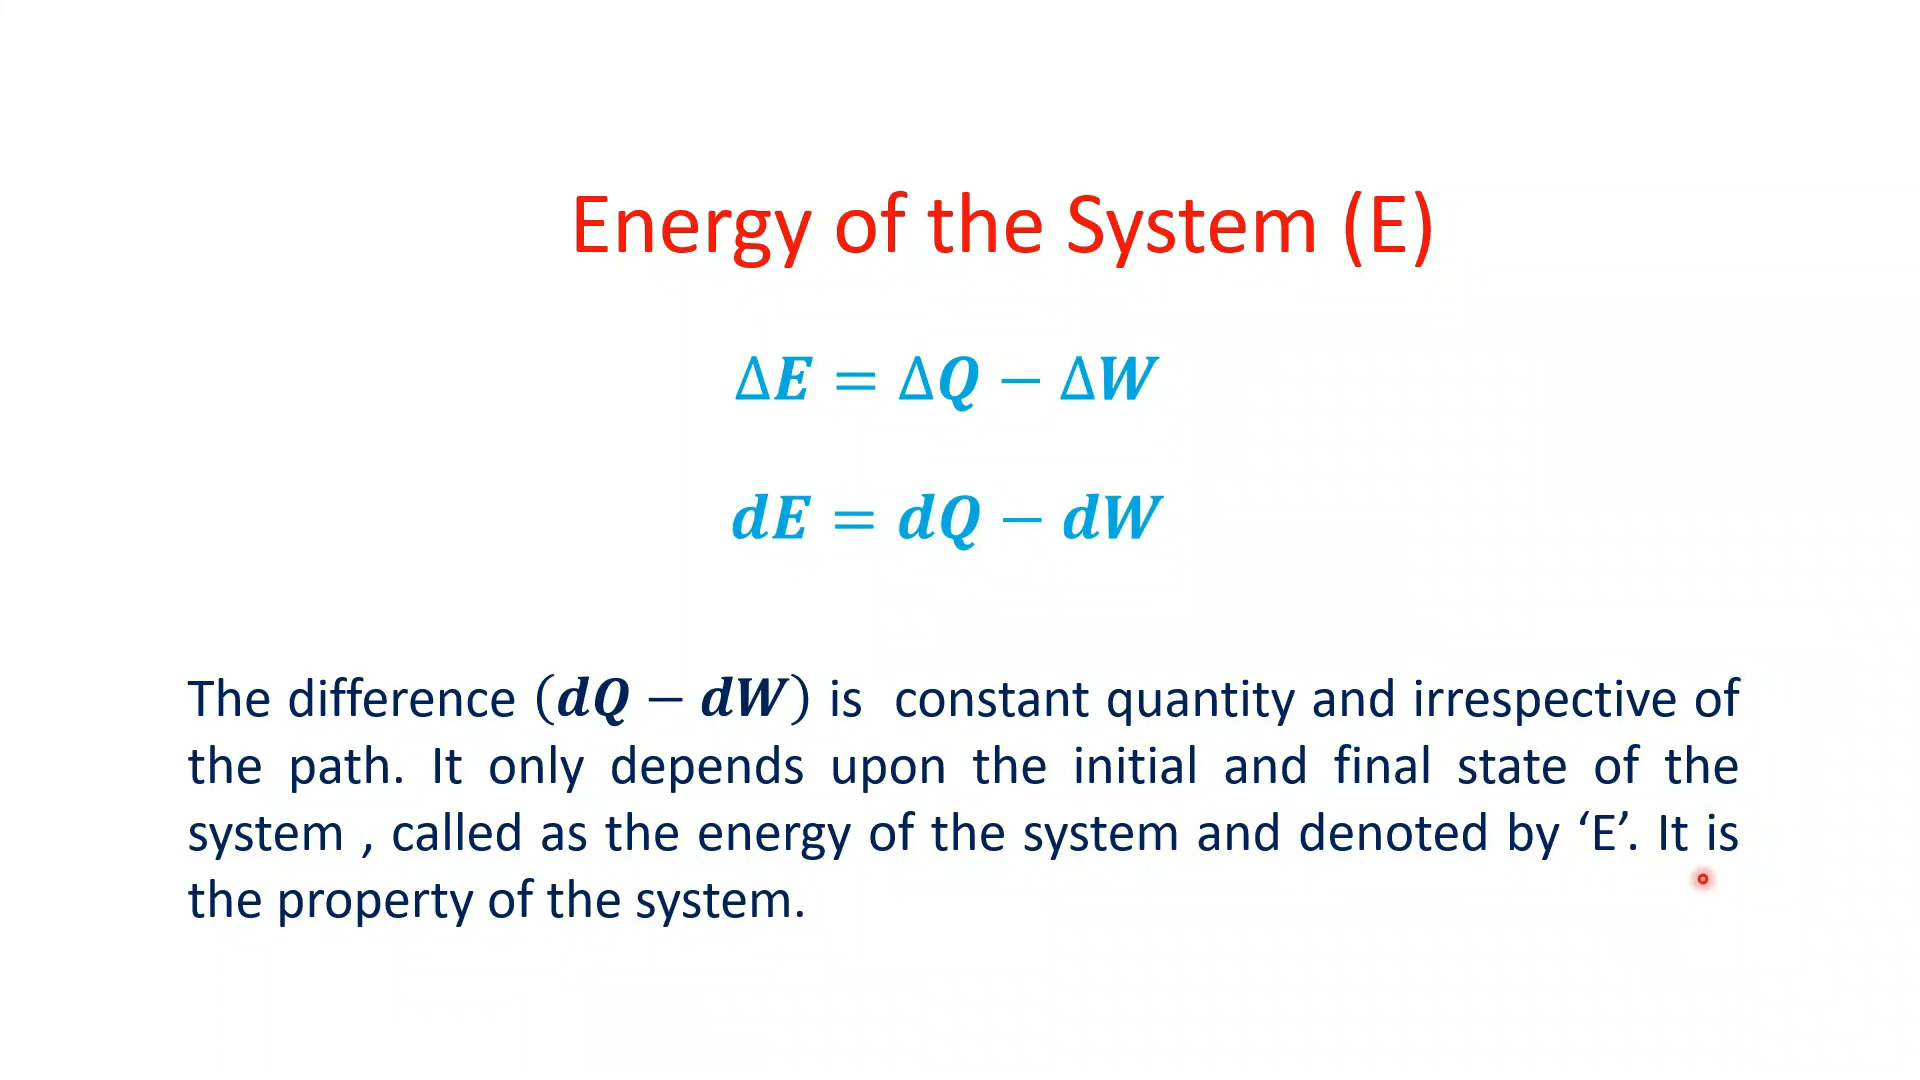 Energy of the System (E)
ΔE = ΔQ − ΔW
dE = dQ − dW
The difference (dQ − dW) is constant quantity and irrespective of
the path. It only depends upon the initial and final state of the
system , called as the energy of the system and denoted by ‘E’. It is
the property of the system.